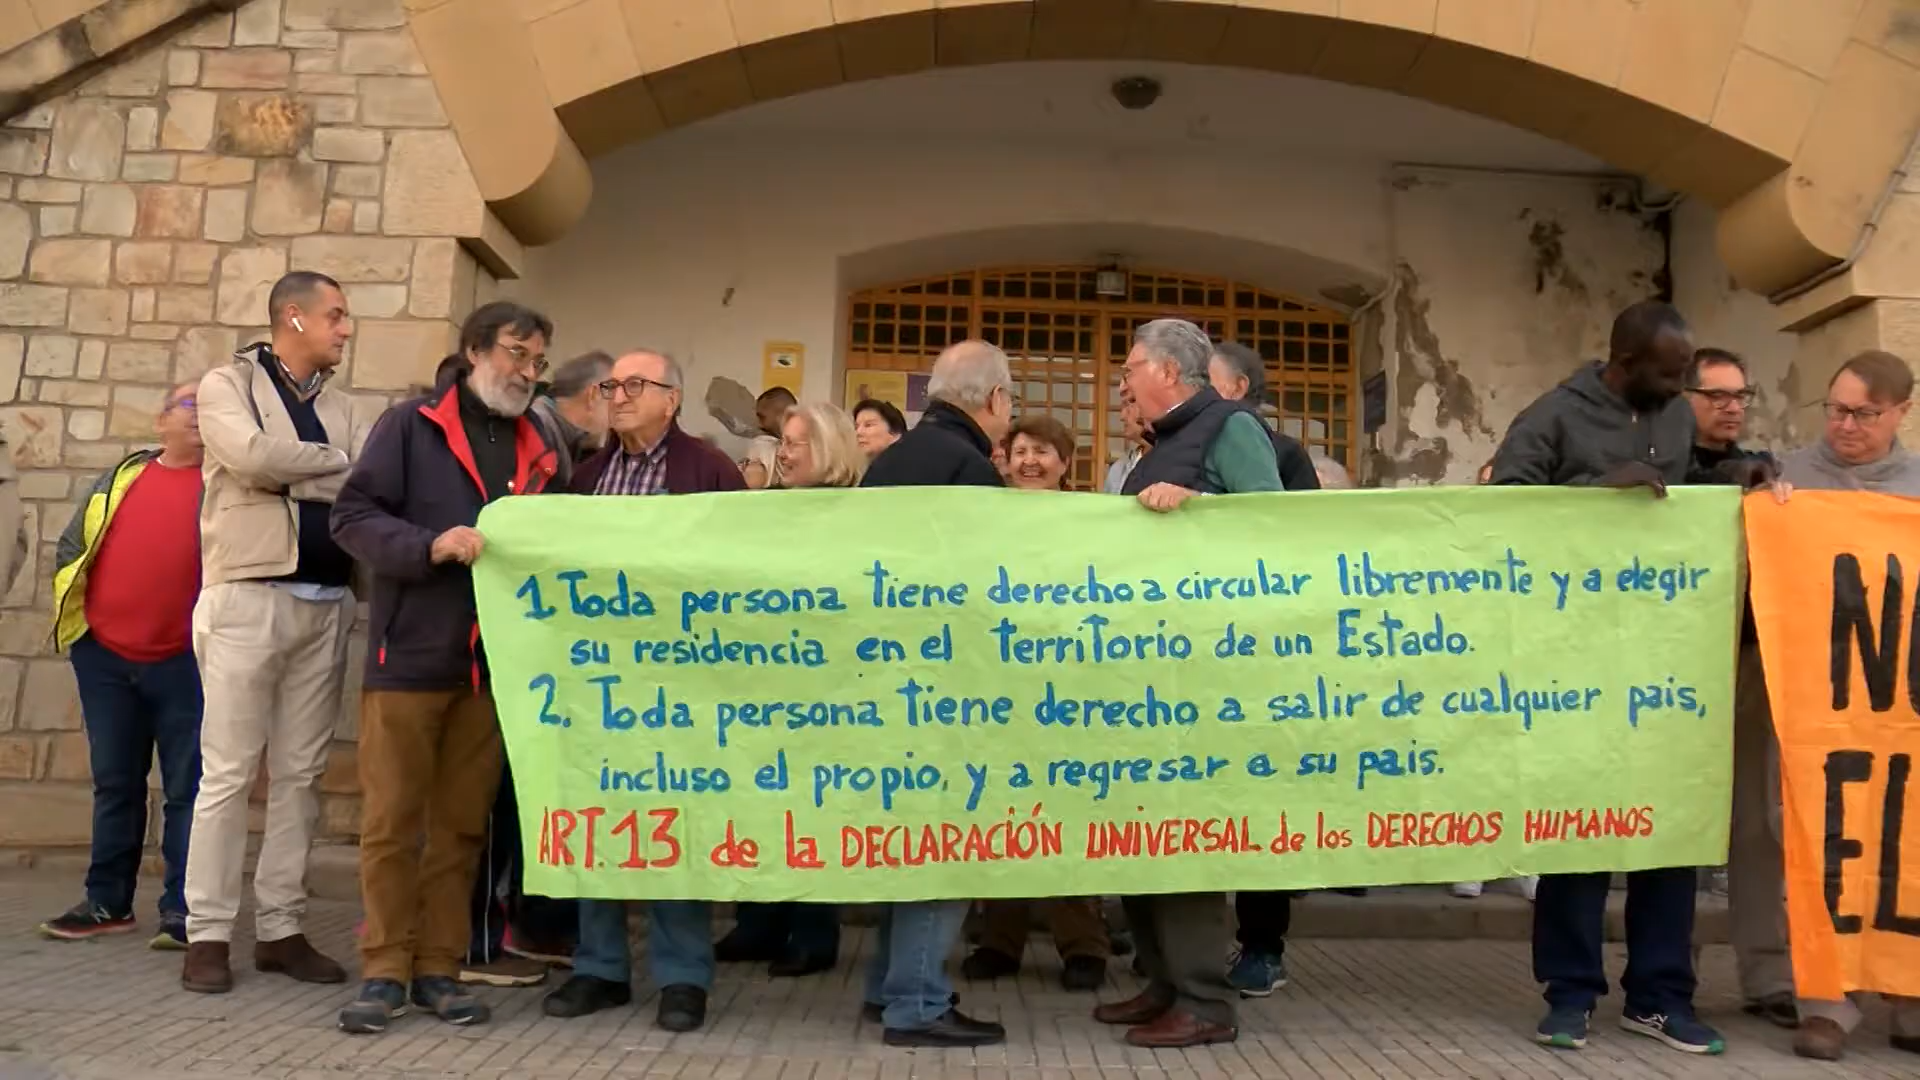 1. Toda persona tiene derecho a circular libremente y a elegir
su residencia en el territorio de un Estado.
2. Toda persona tiene derecho a salir de cualquier pais,
incluso el propio, y a regresar a su pais.
ART. 13 de la DECLARACIÓN UNIVERSAL de los DERECHOS HUMANOS
EL